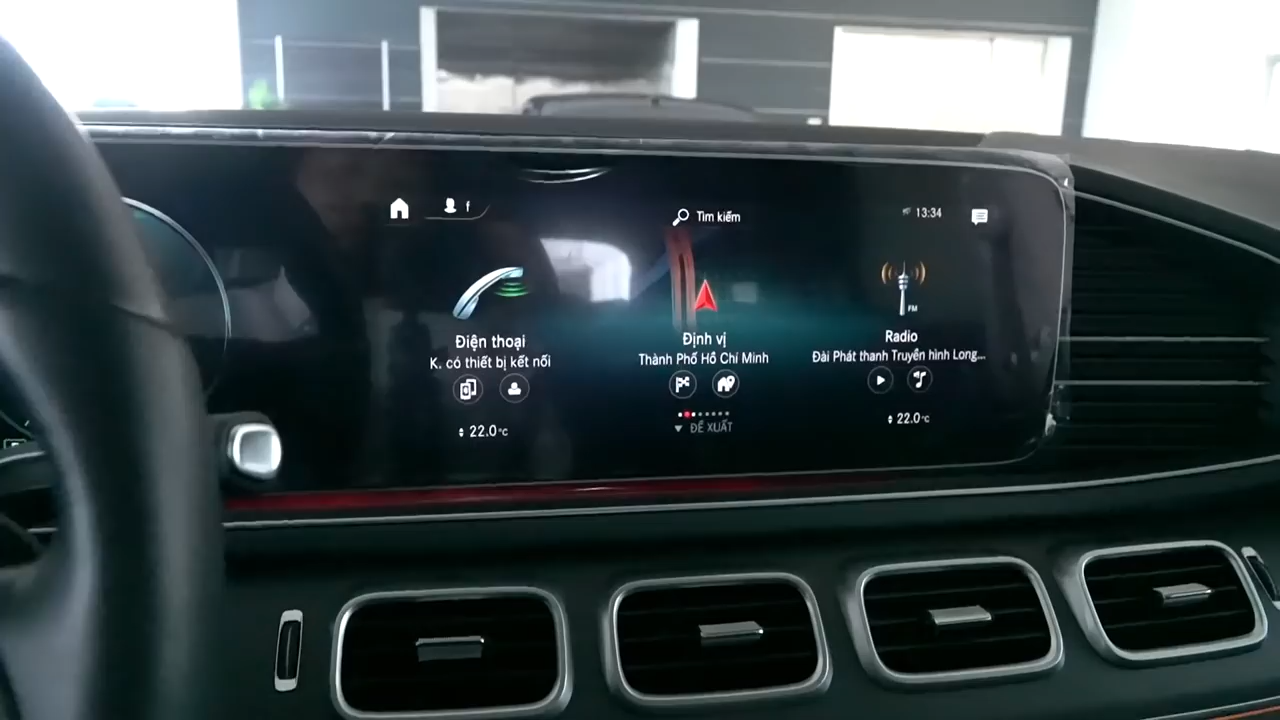 f
Tìm kiếm
13:34
Điện thoại
K. có thiết bị kết nối
Định vị
Thành Phố Hồ Chí Minh
FM
Radio
Đài Phát thanh Truyền hình Long...
22.0°C
ĐỀ XUẤT
22.0°C